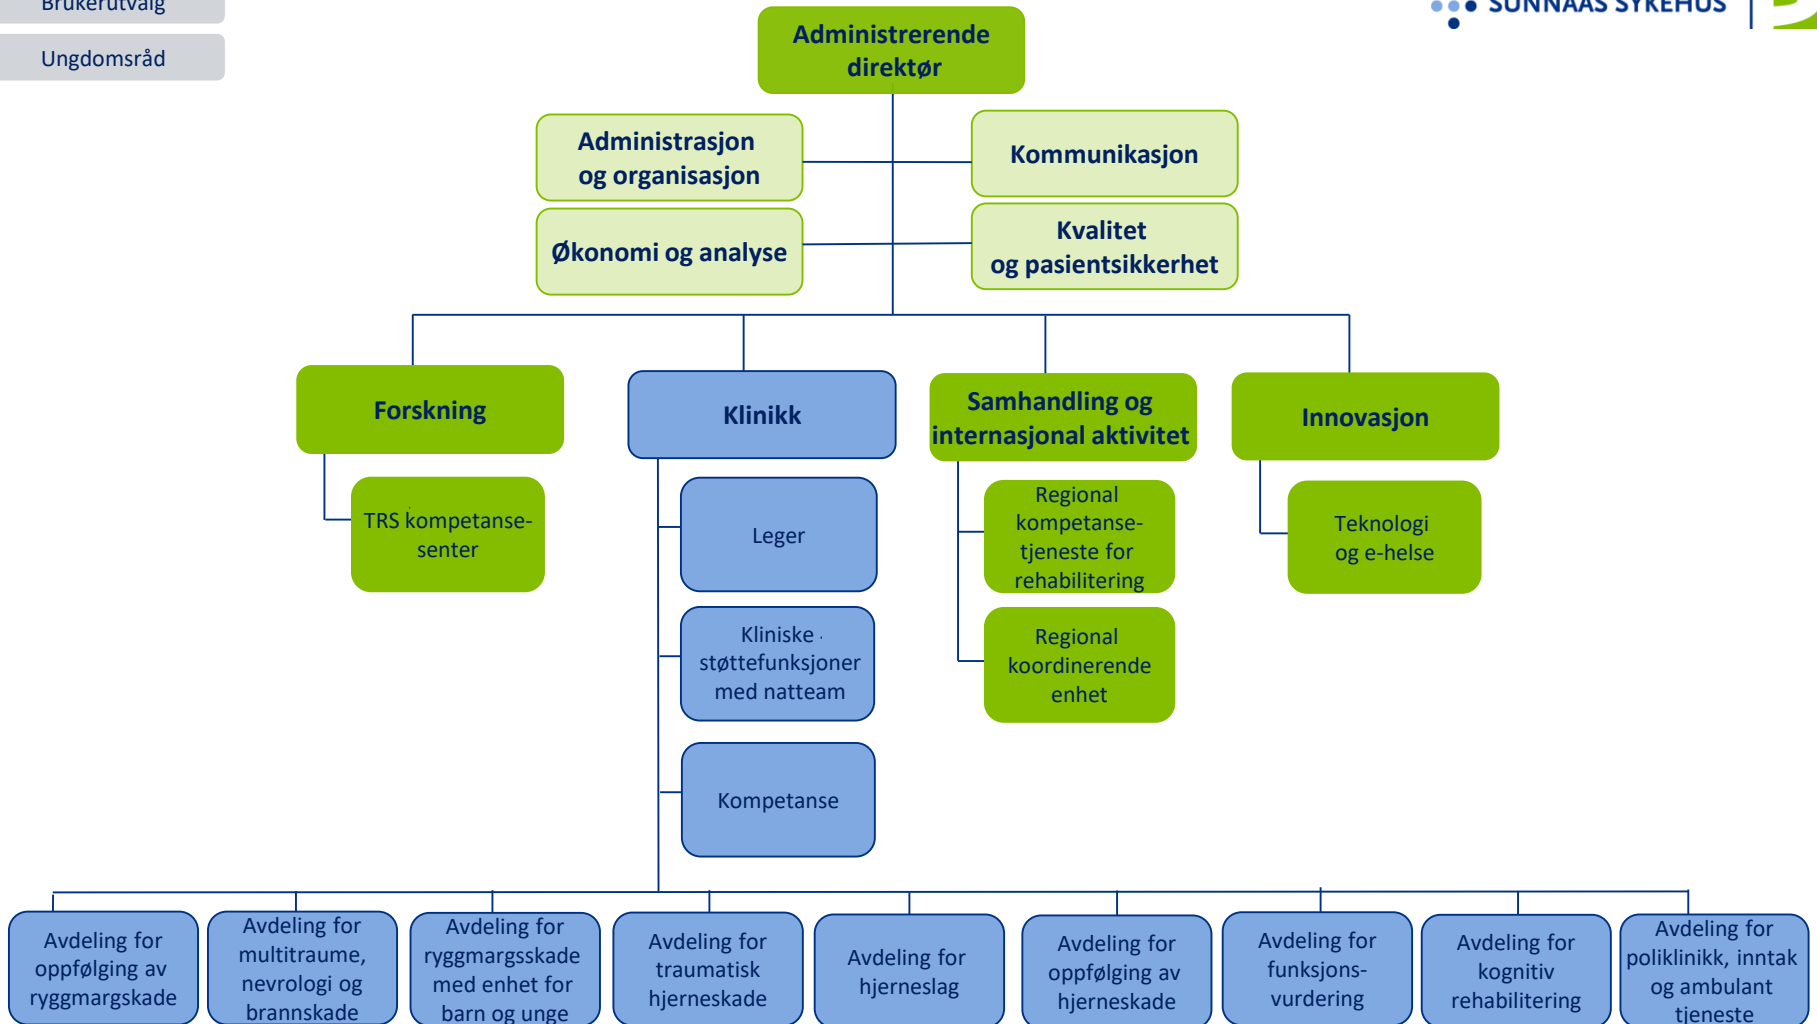 Brukerutvalg
Ungdomsråd
SUNNAAS SYKEHUS
Administrerende
direktør
Administrasjon
og organisasjon
Kommunikasjon
Økonomi og analyse
Kvalitet
og pasientsikkerhet
Forskning
Klinikk
Samhandling og
internasjonal aktivitet
Innovasjon
TRS kompetanse-
senter
Leger
Regional
kompetanse-
tjeneste for
rehabilitering
Teknologi
og e-helse
Kliniske
støttefunksjoner
med natteam
Regional
koordinerende
enhet
Kompetanse
Avdeling for
oppfølging av
ryggmargskade
Avdeling for
multitraume,
nevrologi og
brannskade
Avdeling for
ryggmargsskade
med enhet for
barn og unge
Avdeling for
traumatisk
hjerneskade
Avdeling for
hjerneslag
Avdeling for
oppfølging av
hjerneskade
Avdeling for
funksjons-
vurdering
Avdeling for
kognitiv
rehabilitering
Avdeling for
poliklinikk, inntak
og ambulant
tjeneste